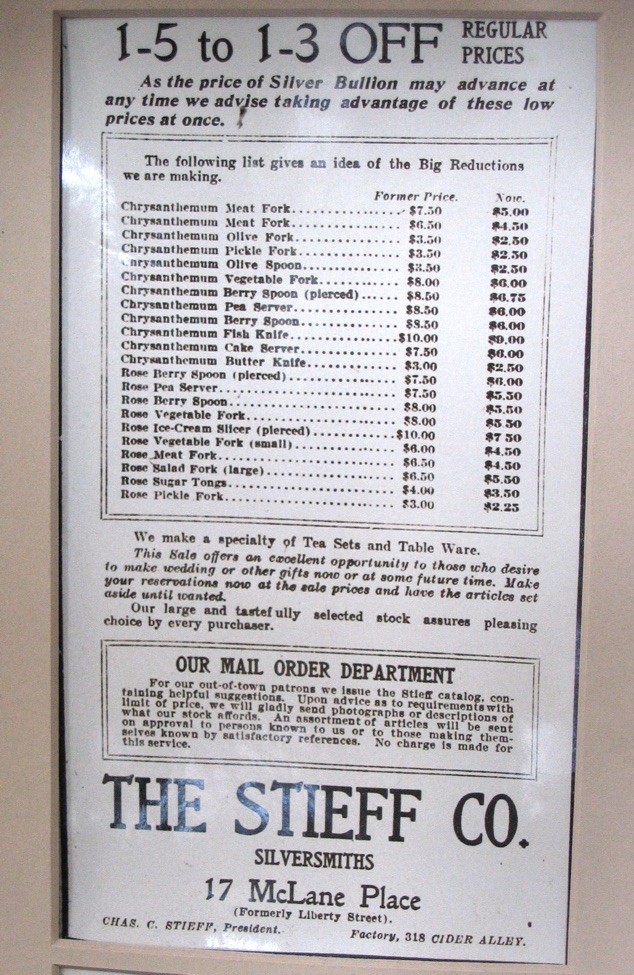 1-5 to 1-3 OFF REGULAR PRICES
As the price of Silver Bullion may advance at
any time we advise taking advantage of these low
prices at once.
The following list gives an idea of the Big Reductions
we are making.
Former Price. Now.
Chrysanthemum Meat Fork.................... $7.50 $5.00
Chrysanthemum Meat Fork.................... $6.50 $4.50
Chrysanthemum Olive Fork.................... $3.50 $2.50
Chrysanthemum Pickle Fork.................... $3.50 $2.50
Chrysanthemum Olive Spoon.................... $3.50 $2.50
Chrysanthemum Vegetable Fork.................... $8.00 $6.00
Chrysanthemum Berry Spoon (pierced)...... $8.50 $6.75
Chrysanthemum Pea Server.................... $8.50 $6.00
Chrysanthemum Berry Spoon.................... $8.50 $6.00
Chrysanthemum Fish Knife.................... $10.00 $9.00
Chrysanthemum Cake Server.................... $7.50 $6.00
Chrysanthemum Butter Knife.................... $3.00 $2.50
Rose Berry Spoon (pierced).................... $7.50 $6.00
Rose Pea Server.................... $7.50 $5.50
Rose Berry Spoon.................... $8.00 $5.50
Rose Vegetable Fork.................... $8.00 $5.50
Rose Ice-Cream Slicer (pierced).................... $10.00 $7.50
Rose Vegetable Fork (small).................... $6.00 $4.50
Rose Meat Fork.................... $6.50 $4.50
Rose Salad Fork (large).................... $6.50 $5.50
Rose Sugar Tongs.................... $4.00 $3.50
Rose Pickle Fork.................... $3.00 $2.25
We make a specialty of Tea Sets and Table Ware.
This Sale offers an excellent opportunity to those who desire
to make wedding or other gifts now or at some future time. Make
your reservations now at the sale prices and have the articles set
aside until wanted.
Our large and tastefully selected stock assures pleasing
choice by every purchaser.
OUR MAIL ORDER DEPARTMENT
For our out-of-town patrons we issue the Stieff catalog, con-
taining helpful suggestions. Upon advice as to requirements with
limit of price, we will gladly send photographs or descriptions of
what our stock affords. An assortment of articles will be sent
on approval to persons known to us or to those making them-
selves known by satisfactory references. No charge is made for
this service.
THE STIEFF CO.
SILVERSMITHS
17 McLane Place
(Formerly Liberty Street).
CHAS. C. STIEFF, President.
Factory, 318 CIDER ALLEY.